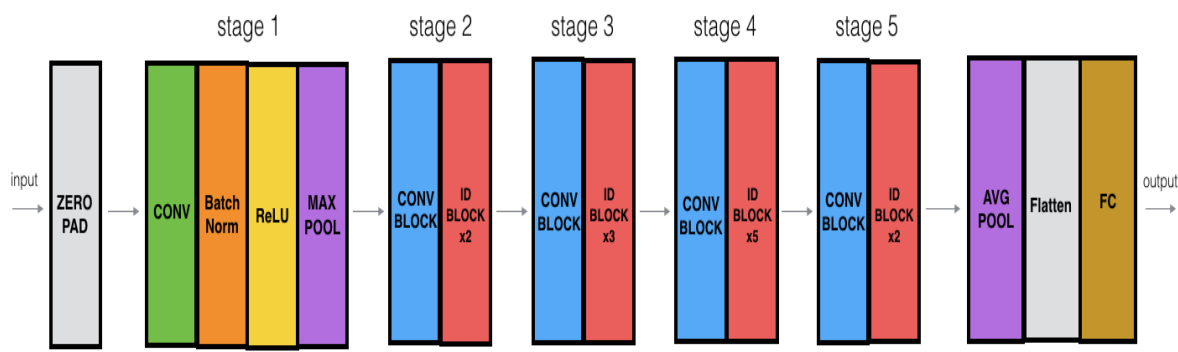 stage 1
stage 2
stage 3
stage 4
stage 5
input
ZERO
PAD
CONV
Batch
Norm
ReLU
MAX
POOL
CONV
BLOCK
ID
BLOCK
x2
CONV
BLOCK
ID
BLOCK
x3
CONV
BLOCK
ID
BLOCK
x5
CONV
BLOCK
ID
BLOCK
x2
AVG
POOL
Flatten
FC
output